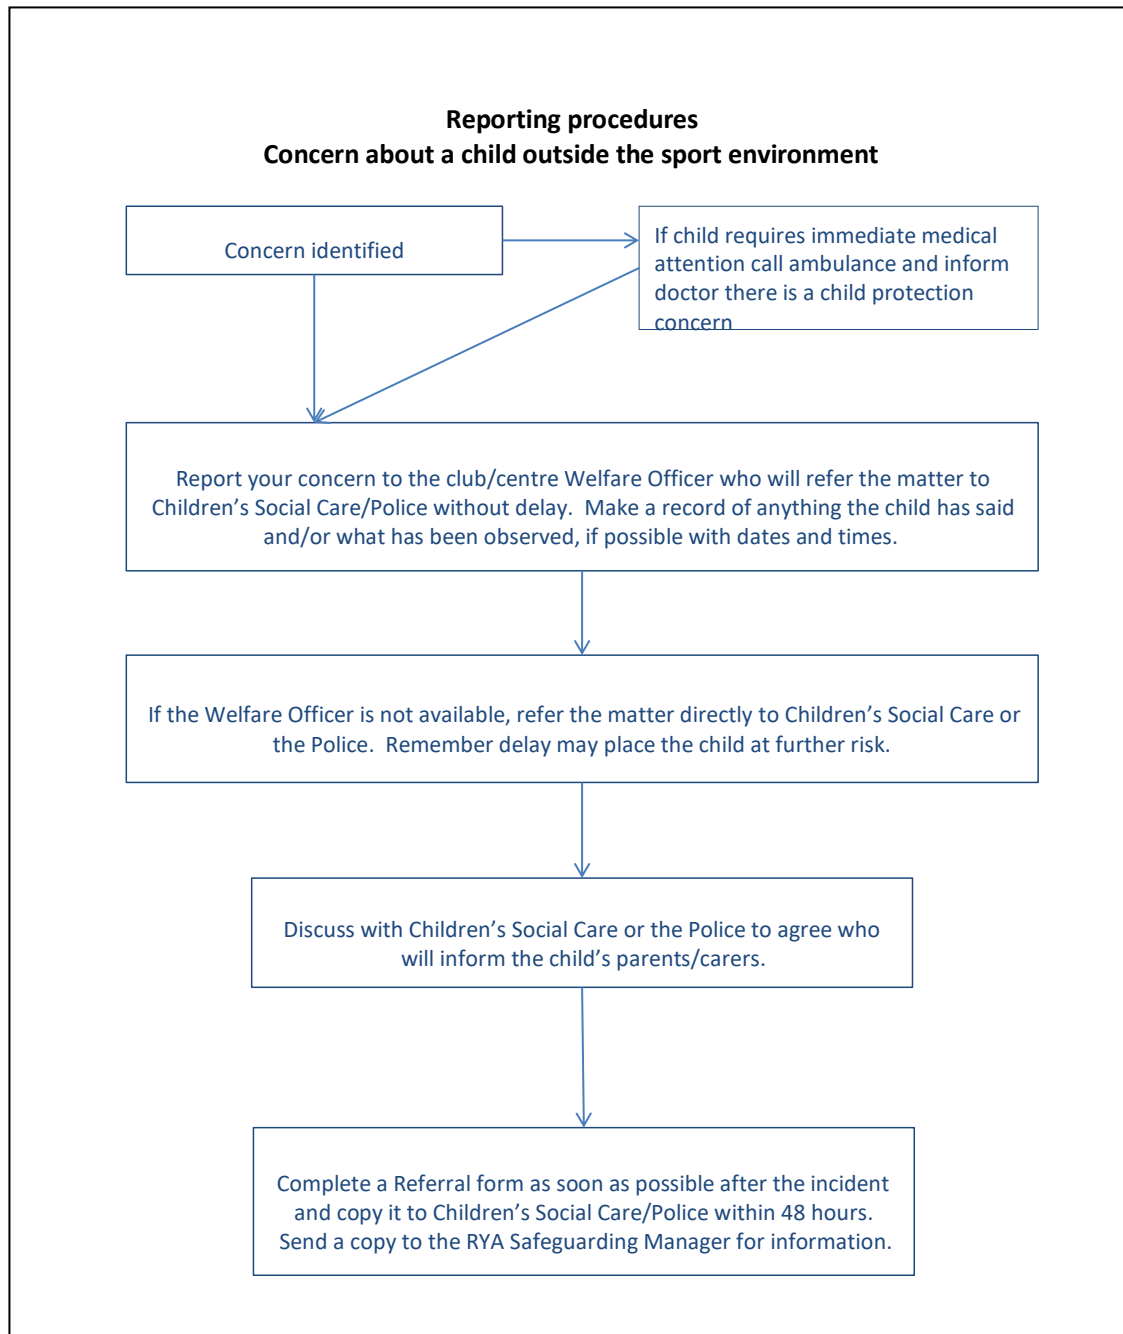 Reporting procedures
Concern about a child outside the sport environment
Concern identified
If child requires immediate medical
attention call ambulance and inform
doctor there is a child protection
concern
Report your concern to the club/centre Welfare Officer who will refer the matter to
Children’s Social Care/Police without delay.  Make a record of anything the child has said
and/or what has been observed, if possible with dates and times.
If the Welfare Officer is not available, refer the matter directly to Children’s Social Care or
the Police.  Remember delay may place the child at further risk.
Discuss with Children’s Social Care or the Police to agree who
will inform the child’s parents/carers.
Complete a Referral form as soon as possible after the incident
and copy it to Children’s Social Care/Police within 48 hours.
Send a copy to the RYA Safeguarding Manager for information.